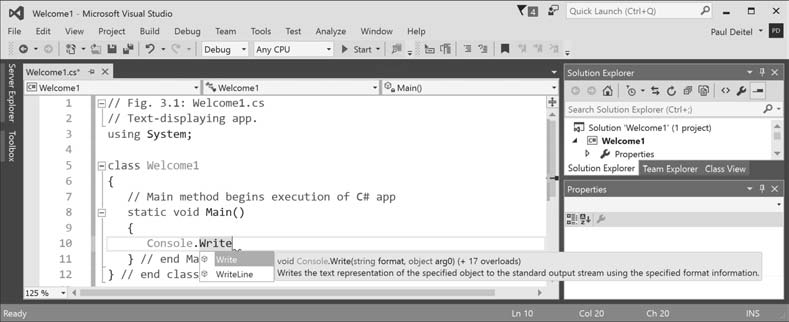 Welcome1 - Microsoft Visual Studio
4
Quick Launch (Ctrl+Q)
File Edit View Project Build Debug Team Tools Test Analyze Window Help
Paul Deitel PD
Debug Any CPU Start
Server Explorer
Toolbox
Welcome1.cs*
Welcome1 Welcome1 Main()
1 // Fig. 3.1: Welcome1.cs
2 // Text-displaying app.
3 using System;
4
5 class Welcome1
6 {
7 // Main method begins execution of C# app
8 static void Main()
9 {
10 Console.Write
11 } // end Ma
12 } // end class
Write
WriteLine
void Console.Write(string format, object arg0) (+ 17 overloads)
Writes the text representation of the specified object to the standard output stream using the specified format information.
125 %
Solution Explorer
Search Solution Explorer (Ctrl+;)
Solution 'Welcome1' (1 project)
C# Welcome1
Properties
Solution Explorer Team Explorer Class View
Properties
Ready Ln 10 Col 20 Ch 20 INS